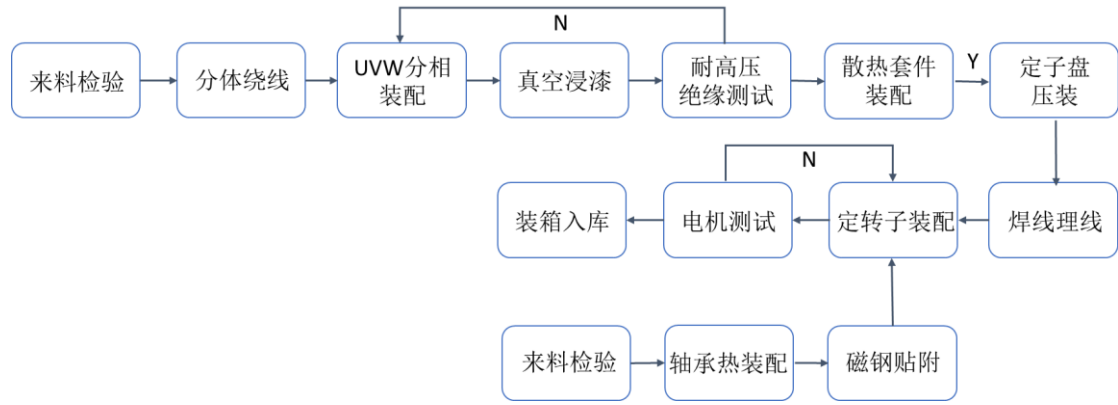 N
来料检验
分体绕线
UVW分相
装配
真空浸漆
耐高压
绝缘测试
散热套件
装配
Y
定子盘
压装
N
装箱入库
电机测试
定转子装配
焊线理线
来料检验
轴承热装配
磁钢贴附